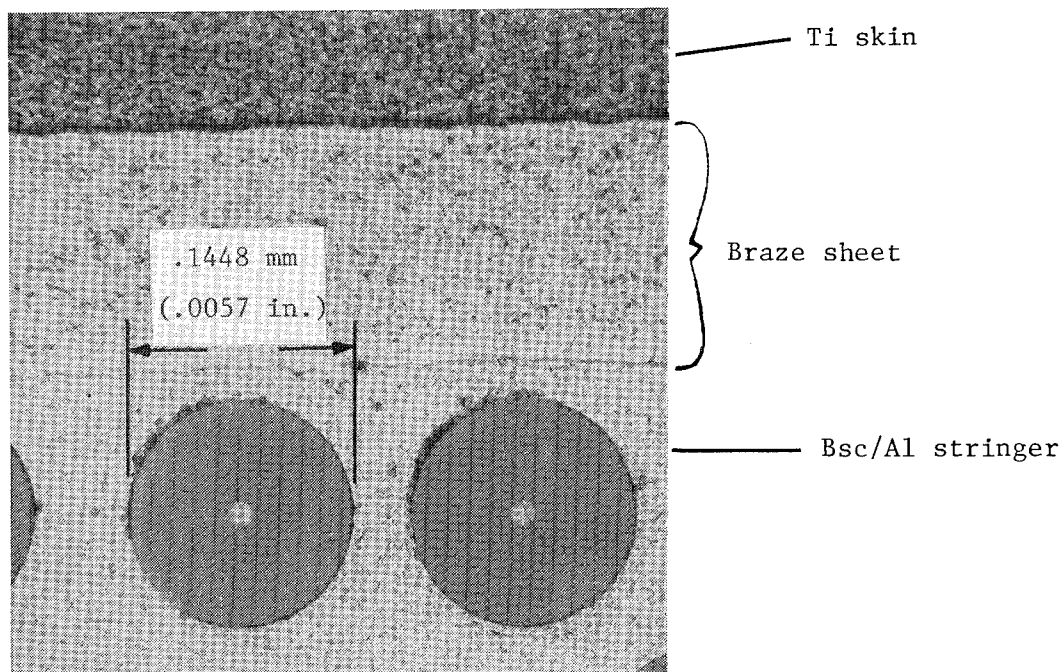 Ti skin
.1448 mm
(.0057 in.)
Braze sheet
Bsc/Al stringer